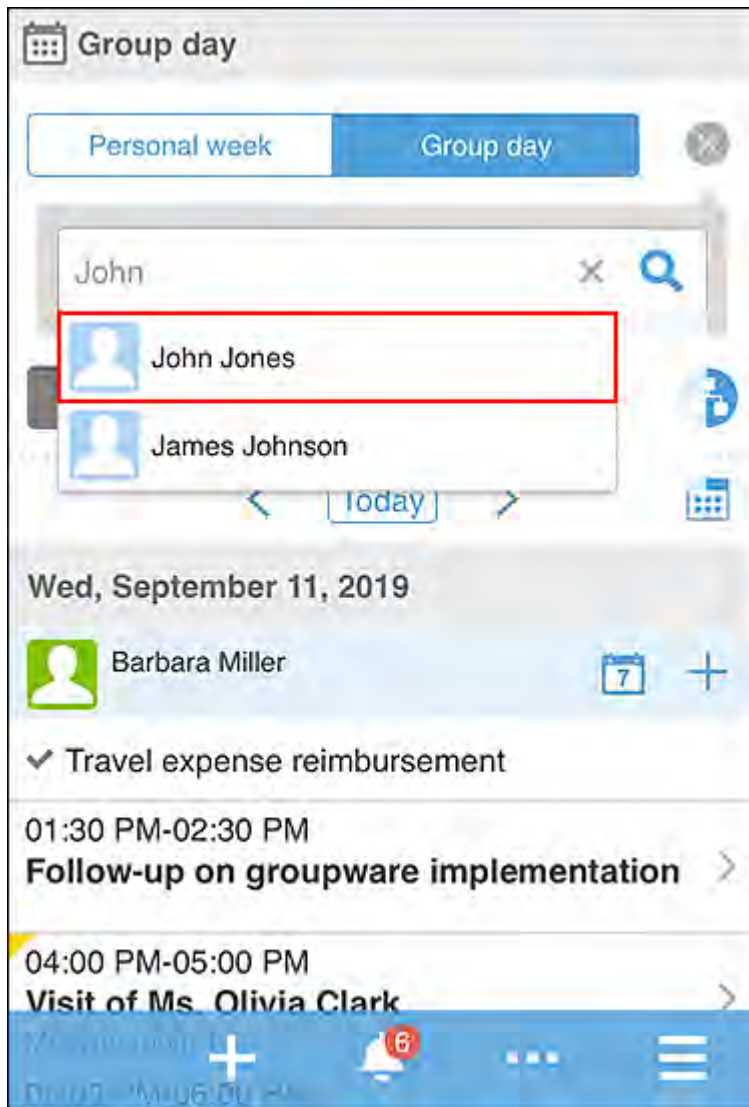 Group day
Personal week
Group day
John
John Jones
James Johnson
Today
Wed, September 11, 2019
Barbara Miller
7
Travel expense reimbursement
01:30 PM-02:30 PM
Follow-up on groupware implementation
04:00 PM-05:00 PM
Visit of Ms. Olivia Clark
6